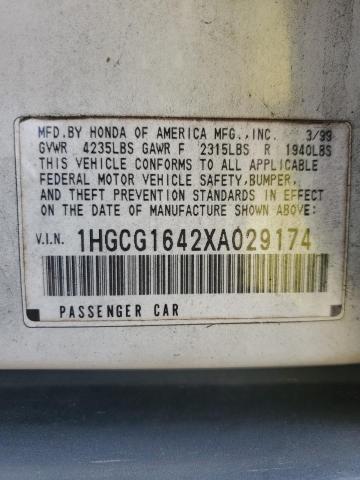 MFD.BY HONDA OF AMERICA MFG.,INC. 3/99
GVWR 4235LBS GAWR F 2315LBS R 1940LBS
THIS VEHICLE CONFORMS TO ALL APPLICABLE
FEDERAL MOTOR VEHICLE SAFETY,BUMPER,
AND THEFT PREVENTION STANDARDS IN EFFECT
ON THE DATE OF MANUFACTURE SHOWN ABOVE:
V.I.N. 1HGCG1642XA029174
PASSENGER CAR